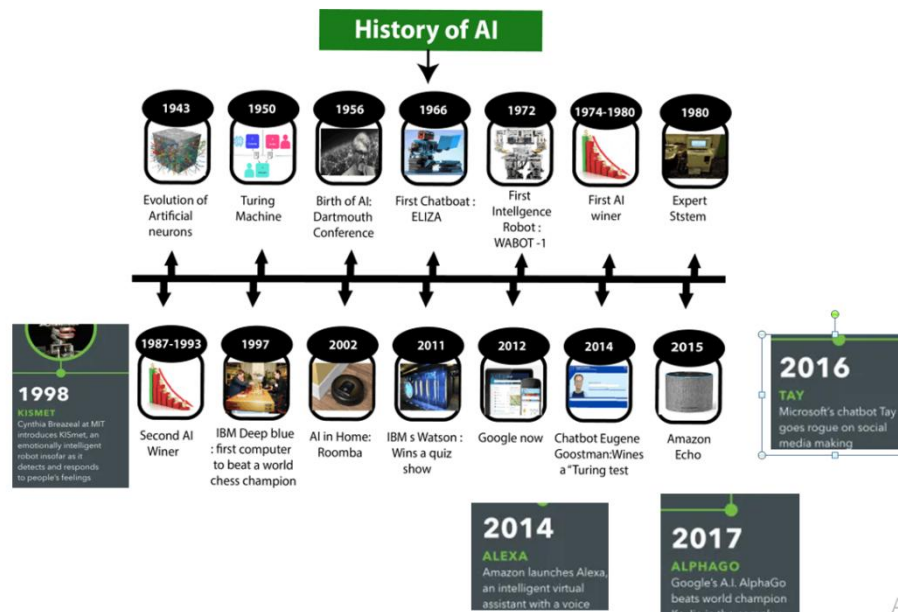 History of AI
1943
1950
1956
1966
1972
1974-1980
1980
Evolution of
Artificial
neurons
Turing
Machine
Birth of AI:
Dartmouth
Conference
First Chatboat :
ELIZA
First
Intellgence
Robot :
WABOT -1
First AI
winer
Expert
Ststem
1998
KISMET
Cynthia Breazeal at MIT
introduces KISmet, an
emotionally intelligent
robot insofar as it
detects and responds
to people's feelings
1987-1993
1997
2002
2011
2012
2014
2015
Second AI
Winer
IBM Deep blue
: first computer
to beat a world
chess champion
AI in Home:
Roomba
IBM s Watson :
Wins a quiz
show
Google now
Chatbot Eugene
Goostman:Wines
a "Turing test
Amazon
Echo
2016
TAY
Microsoft's chatbot Tay
goes rogue on social
media making
2014
ALEXA
Amazon launches Alexa,
an intelligent virtual
assistant with a voice
2017
ALPHAGO
Google's A.I. AlphaGo
beats world champion